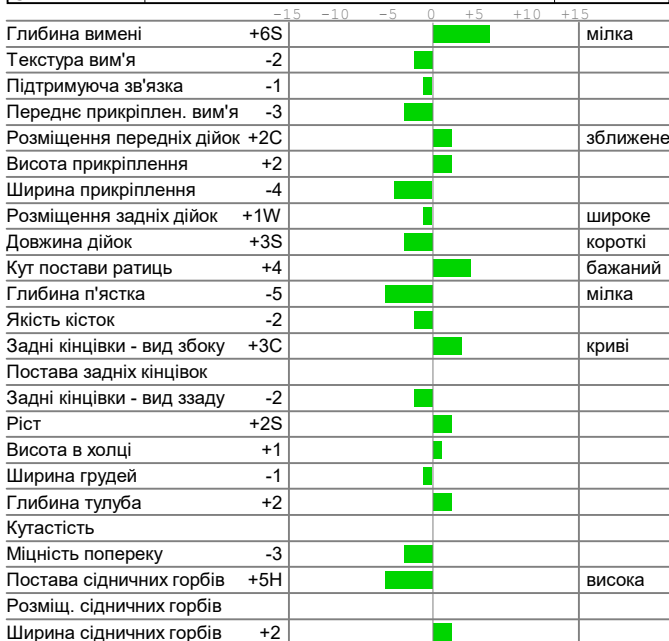 -15 -10 -5 0 +5 +10 +15
Глибина вимені +6S мілка
Текстура вим'я -2
Підтримуюча зв'язка -1
Переднє прикріплен. вим'я -3
Розміщення передніх дійок +2C зближене
Висота прикріплення +2
Ширина прикріплення -4
Розміщення задніх дійок +1W широке
Довжина дійок +3S короткі
Кут постави ратиць +4 бажаний
Глибина п'ястка -5 мілка
Якість кісток -2
Задні кінцівки - вид збоку +3C криві
Постава задніх кінцівок
Задні кінцівки - вид ззаду -2
Ріст +2S
Висота в холці +1
Ширина грудей -1
Глибина тулуба +2
Кутастість
Міцність попереку -3
Постава сідничних горбів +5H висока
Розміщ. сідничних горбів
Ширина сідничних горбів +2